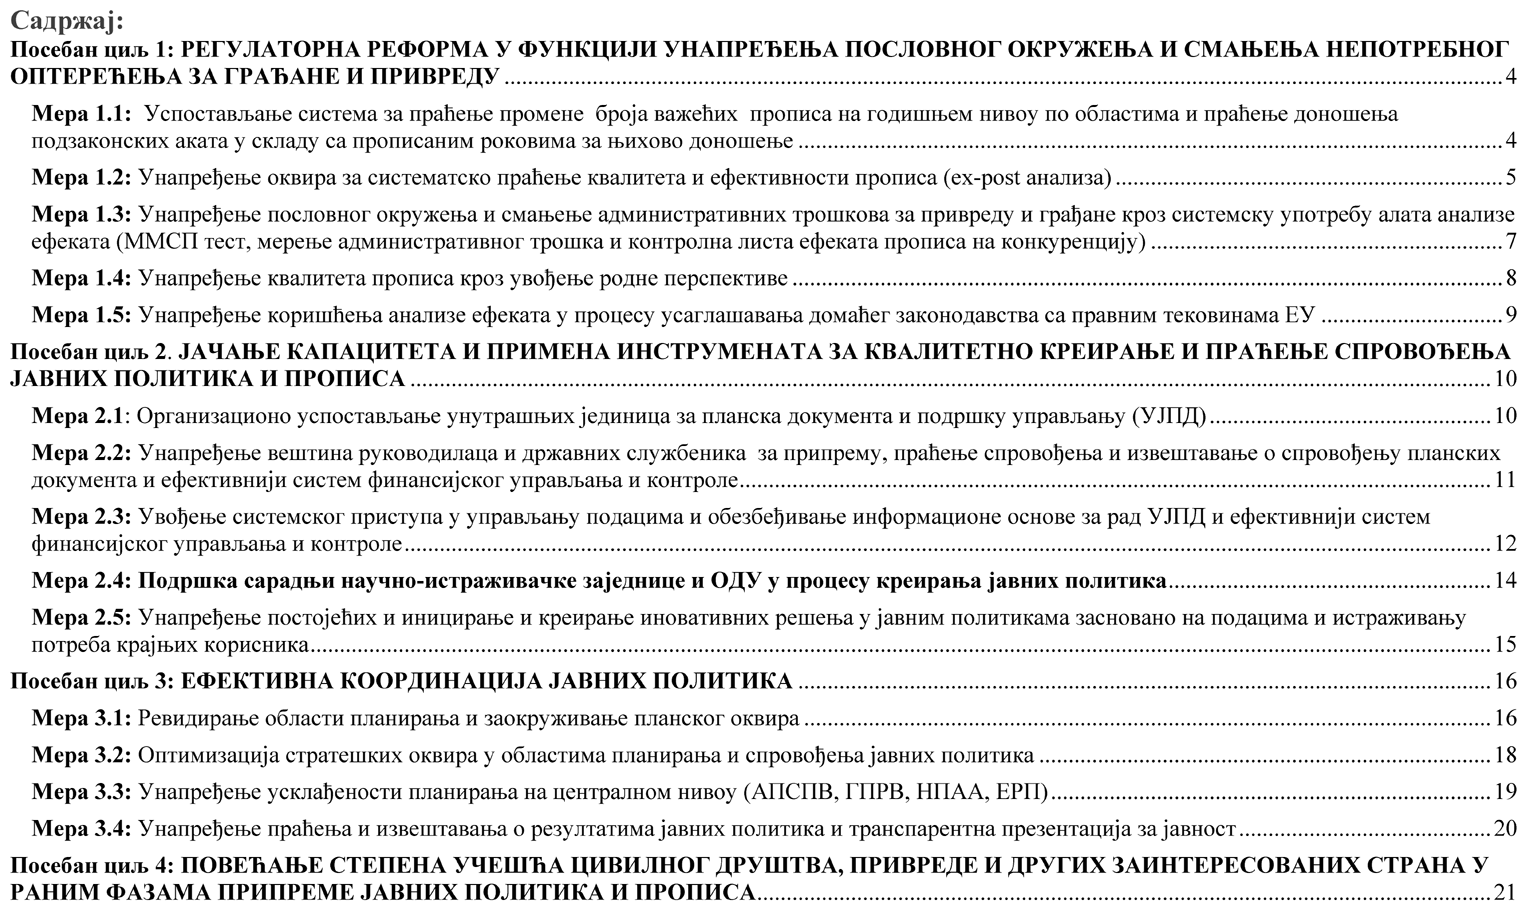 Садржај:
Посебан циљ 1: РЕГУЛАТОРНА РЕФОРМА У ФУНКЦИЈИ УНАПРЕЂЕЊА ПОСЛОВНОГ ОКРУЖЕЊА И СМАЊЕЊА НЕПОТРЕБНОГ
ОПТЕРЕЋЕЊА ЗА ГРАЂАНЕ И ПРИВРЕДУ 4
Мера 1.1: Успостављање система за праћење промене броја важећих прописа на годишњем нивоу по областима и праћење доношења
подзаконских аката у складу са прописаним роковима за њихово доношење 4
Мера 1.2: Унапређење оквира за систематско праћење квалитета и ефективности прописа (ex-post анализа) 5
Мера 1.3: Унапређење пословног окружења и смањење административних трошкова за привреду и грађане кроз системску употребу алата анализе
ефеката (ММСП тест, мерење административног трошка и контролна листа ефеката прописа на конкуренцију) 7
Мера 1.4: Унапређење квалитета прописа кроз увођење родне перспективе 8
Мера 1.5: Унапређење коришћења анализе ефеката у процесу усаглашавања домаћег законодавства са правним тековинама ЕУ 9
Посебан циљ 2. ЈАЧАЊЕ КАПАЦИТЕТА И ПРИМЕНА ИНСТРУМЕНАТА ЗА КВАЛИТЕТНО КРЕИРАЊЕ И ПРАЋЕЊЕ СПРОВОЂЕЊА
ЈАВНИХ ПОЛИТИКА И ПРОПИСА 10
Мера 2.1: Организационо успостављање унутрашњих јединица за планска документа и подршку управљању (УЈПД) 10
Мера 2.2: Унапређење вештина руководилаца и државних службеника за припрему, праћење спровођења и извештавање о спровођењу планских
документа и ефективнији систем финансијског управљања и контроле 11
Мера 2.3: Увођење системског приступа у управљању подацима и обезбеђивање информационе основе за рад УЈПД и ефективнији систем
финансијског управљања и контроле 12
Мера 2.4: Подршка сарадњи научно-истраживачке заједнице и ОДУ у процесу креирања јавних политика 14
Мера 2.5: Унапређење постојећих и иницирање и креирање иновативних решења у јавним политикама засновано на подацима и истраживању
потреба крајњих корисника 15
Посебан циљ 3: ЕФЕКТИВНА КООРДИНАЦИЈА ЈАВНИХ ПОЛИТИКА 16
Мера 3.1: Ревидирање области планирања и заокруживање планског оквира 16
Мера 3.2: Оптимизација стратешких оквира у областима планирања и спровођења јавних политика 18
Мера 3.3: Унапређење усклађености планирања на централном нивоу (АПСПВ, ГПРВ, НПАА, ЕРП) 19
Мера 3.4: Унапређење праћења и извештавања о резултатима јавних политика и транспарентна презентација за јавност 20
Посебан циљ 4: ПОВЕЋАЊЕ СТЕПЕНА УЧЕШЋА ЦИВИЛНОГ ДРУШТВА, ПРИВРЕДЕ И ДРУГИХ ЗАИНТЕРЕСОВАНИХ СТРАНА У
РАНИМ ФАЗАМА ПРИПРЕМЕ ЈАВНИХ ПОЛИТИКА И ПРОПИСА 21